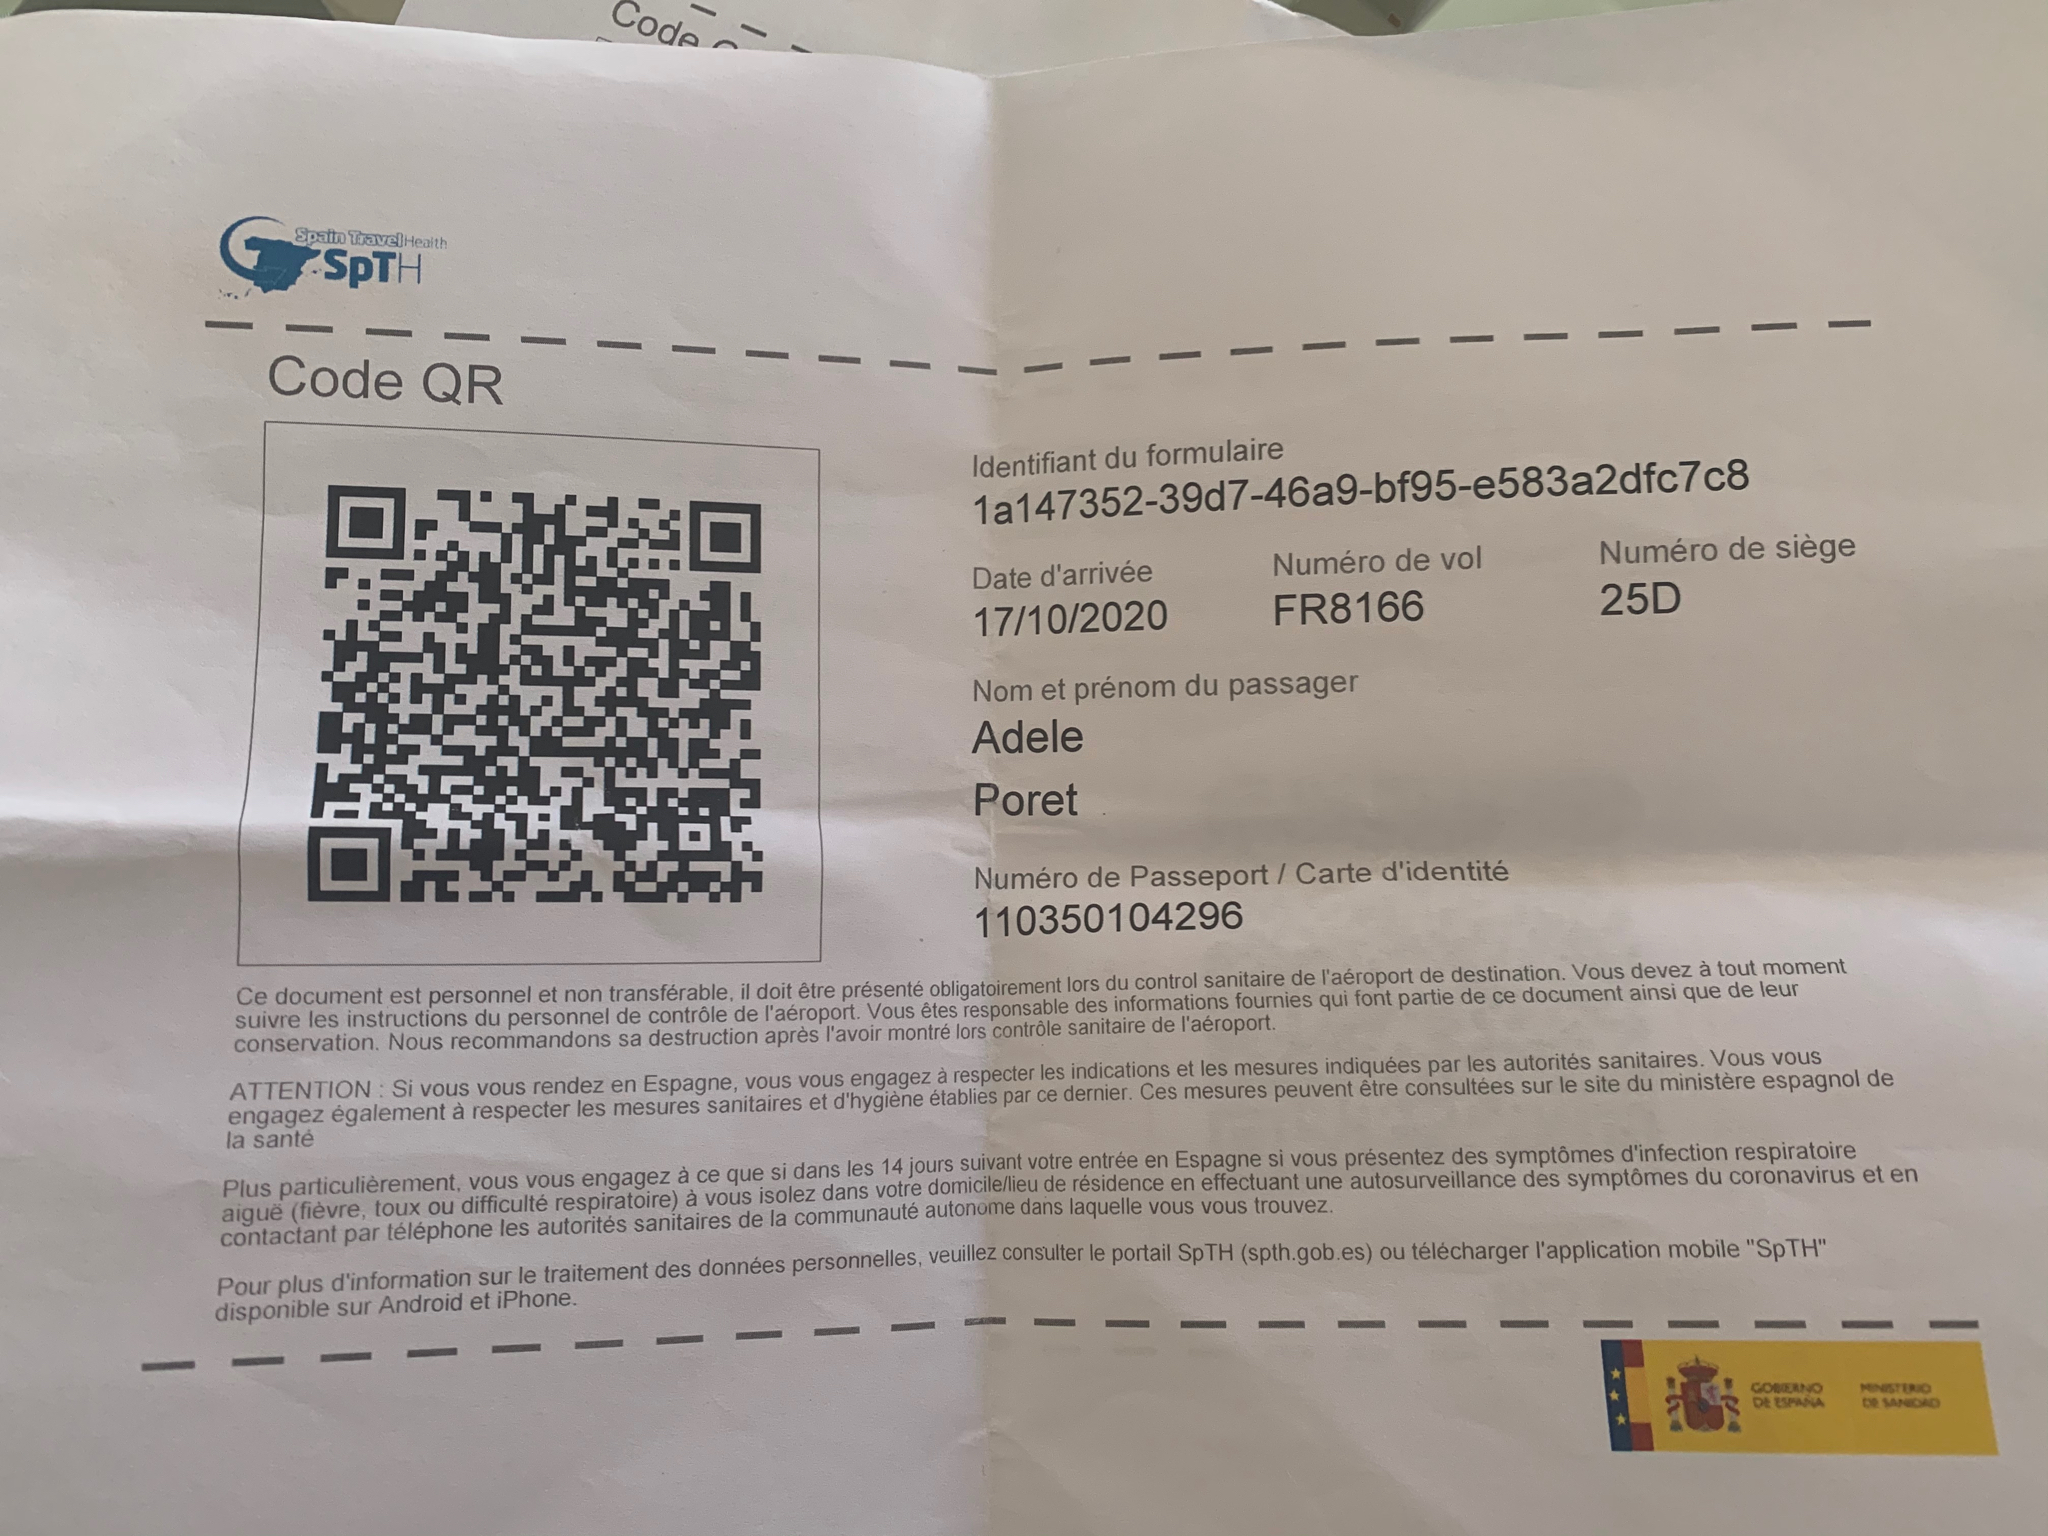 Code
Spain Travel Health
SpTH
Code QR
Identifiant du formulaire
1a147352-39d7-46a9-bf95-e583a2dfc7c8
Date d'arrivée Numéro de vol Numéro de siège
17/10/2020 FR8166 25D
Nom et prénom du passager
Adele
Poret
Numéro de Passeport / Carte d'identité
110350104296
Ce document est personnel et non transférable, il doit être présenté obligatoirement lors du control sanitaire de l'aéroport de destination. Vous devez à tout moment
suivre les instructions du personnel de contrôle de l'aéroport. Vous êtes responsable des informations fournies qui font partie de ce document ainsi que de leur
conservation. Nous recommandons sa destruction après l'avoir montré lors contrôle sanitaire de l'aéroport.
ATTENTION : Si vous vous rendez en Espagne, vous vous engagez à respecter les indications et les mesures indiquées par les autorités sanitaires. Vous vous
engagez également à respecter les mesures sanitaires et d'hygiène établies par ce dernier. Ces mesures peuvent être consultées sur le site du ministère espagnol de
la santé
Plus particulièrement, vous vous engagez à ce que si dans les 14 jours suivant votre entrée en Espagne si vous présentez des symptômes d'infection respiratoire
aiguë (fièvre, toux ou difficulté respiratoire) à vous isolez dans votre domicile/lieu de résidence en effectuant une autosurveillance des symptômes du coronavirus et en
contactant par téléphone les autorités sanitaires de la communauté autonome dans laquelle vous vous trouvez.
Pour plus d'information sur le traitement des données personnelles, veuillez consulter le portail SpTH (spth.gob.es) ou télécharger l'application mobile "SpTH"
disponible sur Android et iPhone.
GOBIERNO MINISTERIO
DE ESPAÑA DE SANIDAD